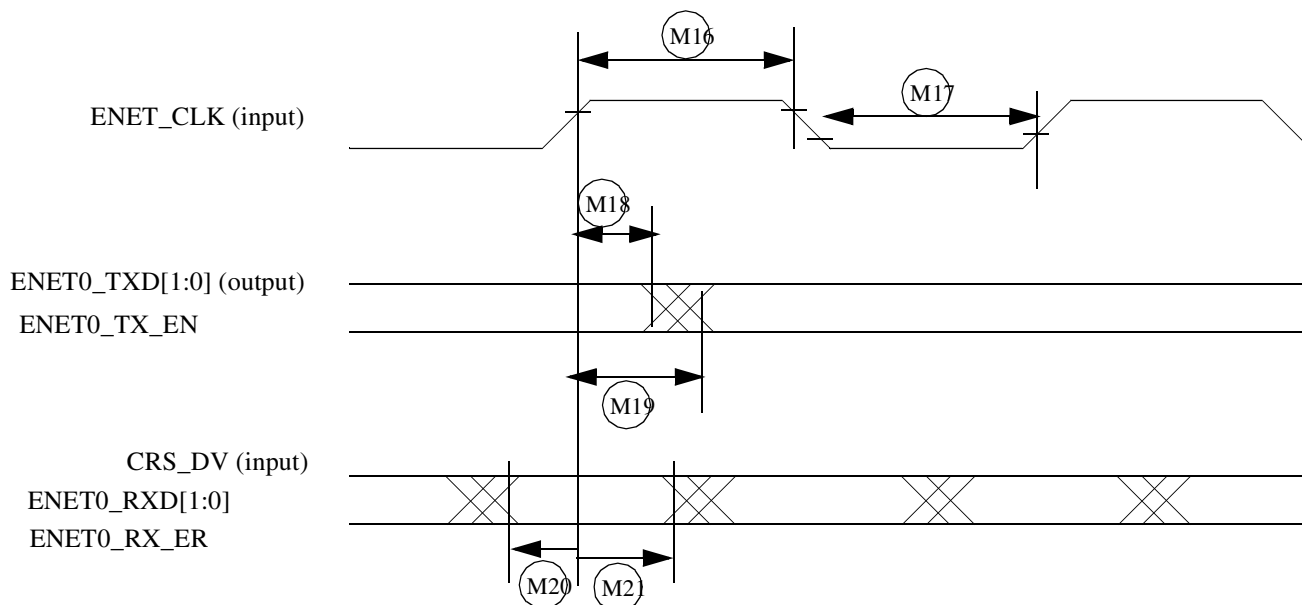 M16
ENET_CLK (input)
M17
M18
ENET0_TXD[1:0] (output)
ENET0_TX_EN
M19
CRS_DV (input)
ENET0_RXD[1:0]
ENET0_RX_ER
M20
M21